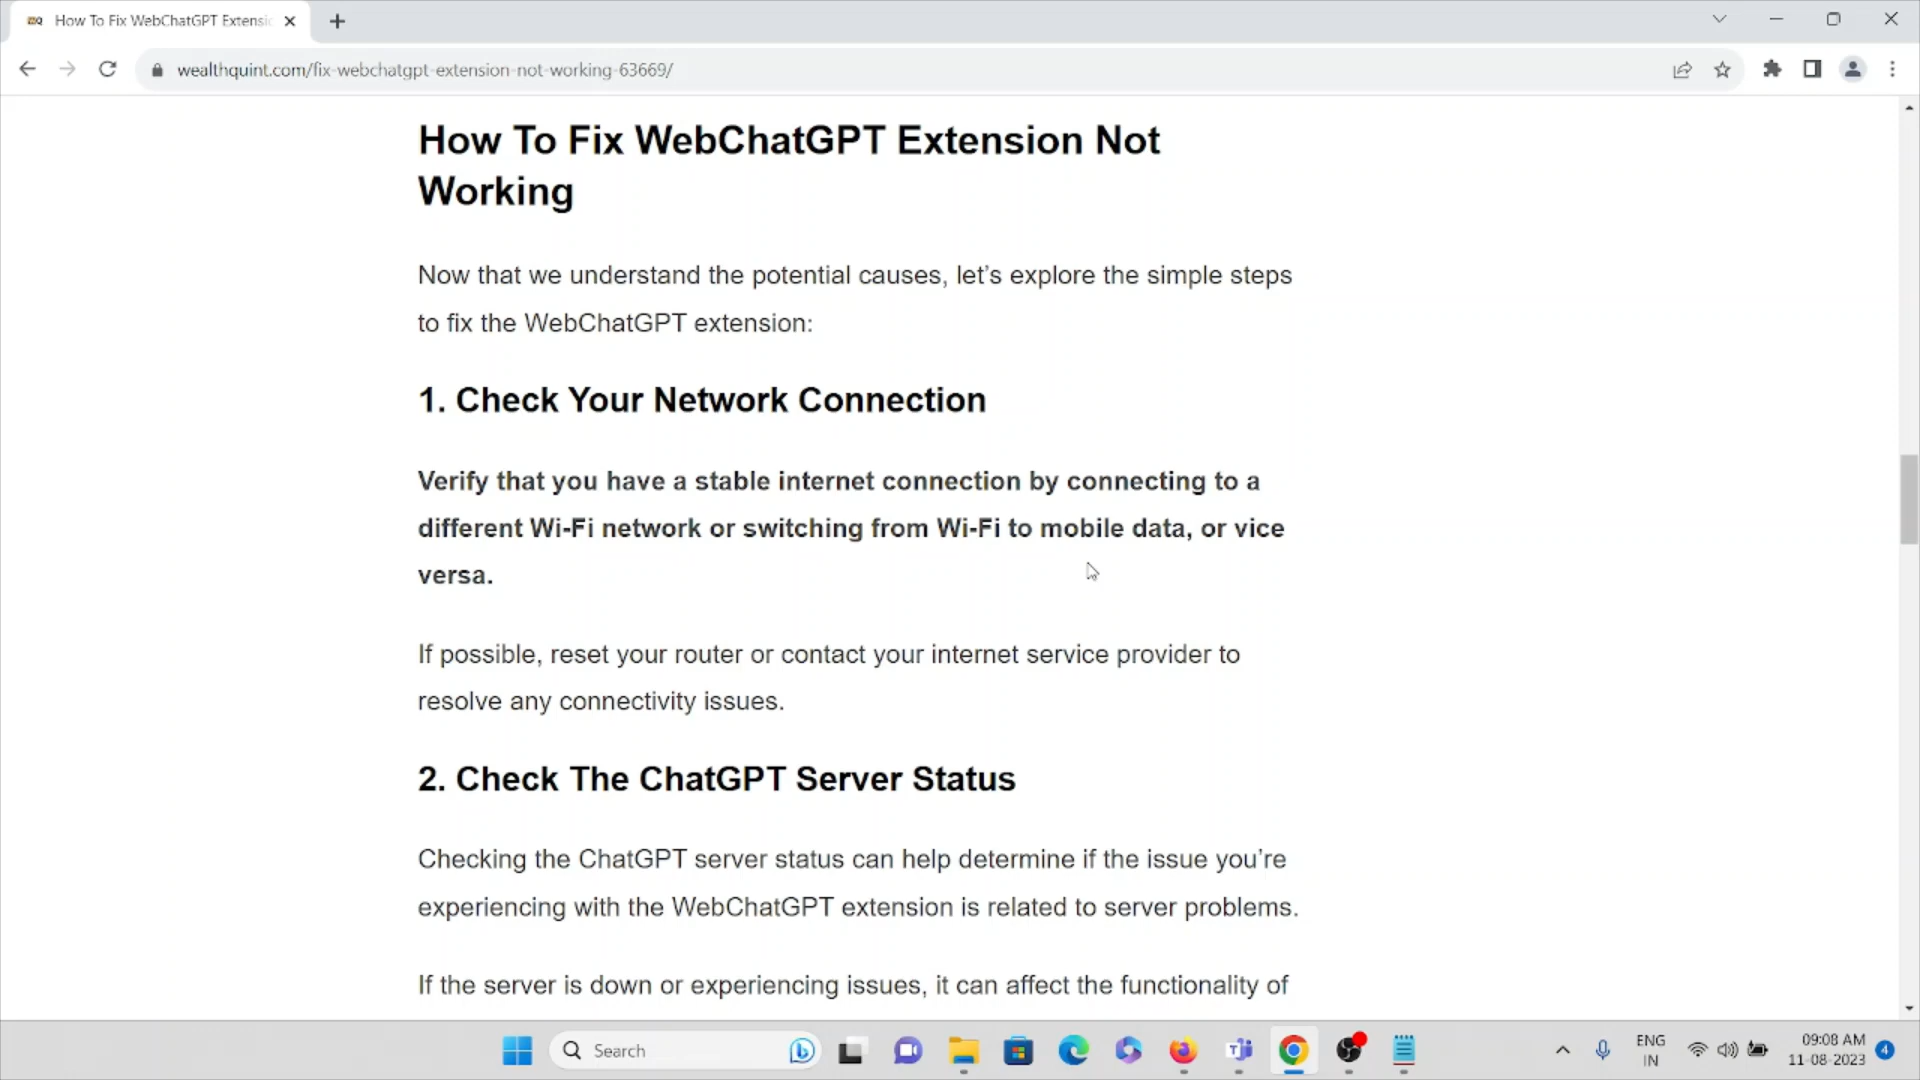 How To Fix WebChatGPT Extensi
wealthquint.com/fix-webchatgpt-extension-not-working-63669/
How To Fix WebChatGPT Extension Not
Working
Now that we understand the potential causes, let’s explore the simple steps
to fix the WebChatGPT extension:
1. Check Your Network Connection
Verify that you have a stable internet connection by connecting to a
different Wi-Fi network or switching from Wi-Fi to mobile data, or vice
versa.
If possible, reset your router or contact your internet service provider to
resolve any connectivity issues.
2. Check The ChatGPT Server Status
Checking the ChatGPT server status can help determine if the issue you’re
experiencing with the WebChatGPT extension is related to server problems.
If the server is down or experiencing issues, it can affect the functionality of
Search
ENG
IN
09:08 AM
11-08-2023
4